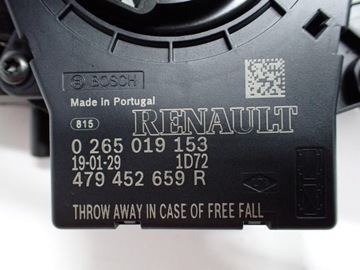 BOSCH
Made in Portugal
815
RENAULT
0 265 019 153
19-01-29 1D72
479 452 659 R
THROW AWAY IN CASE OF FREE FALL